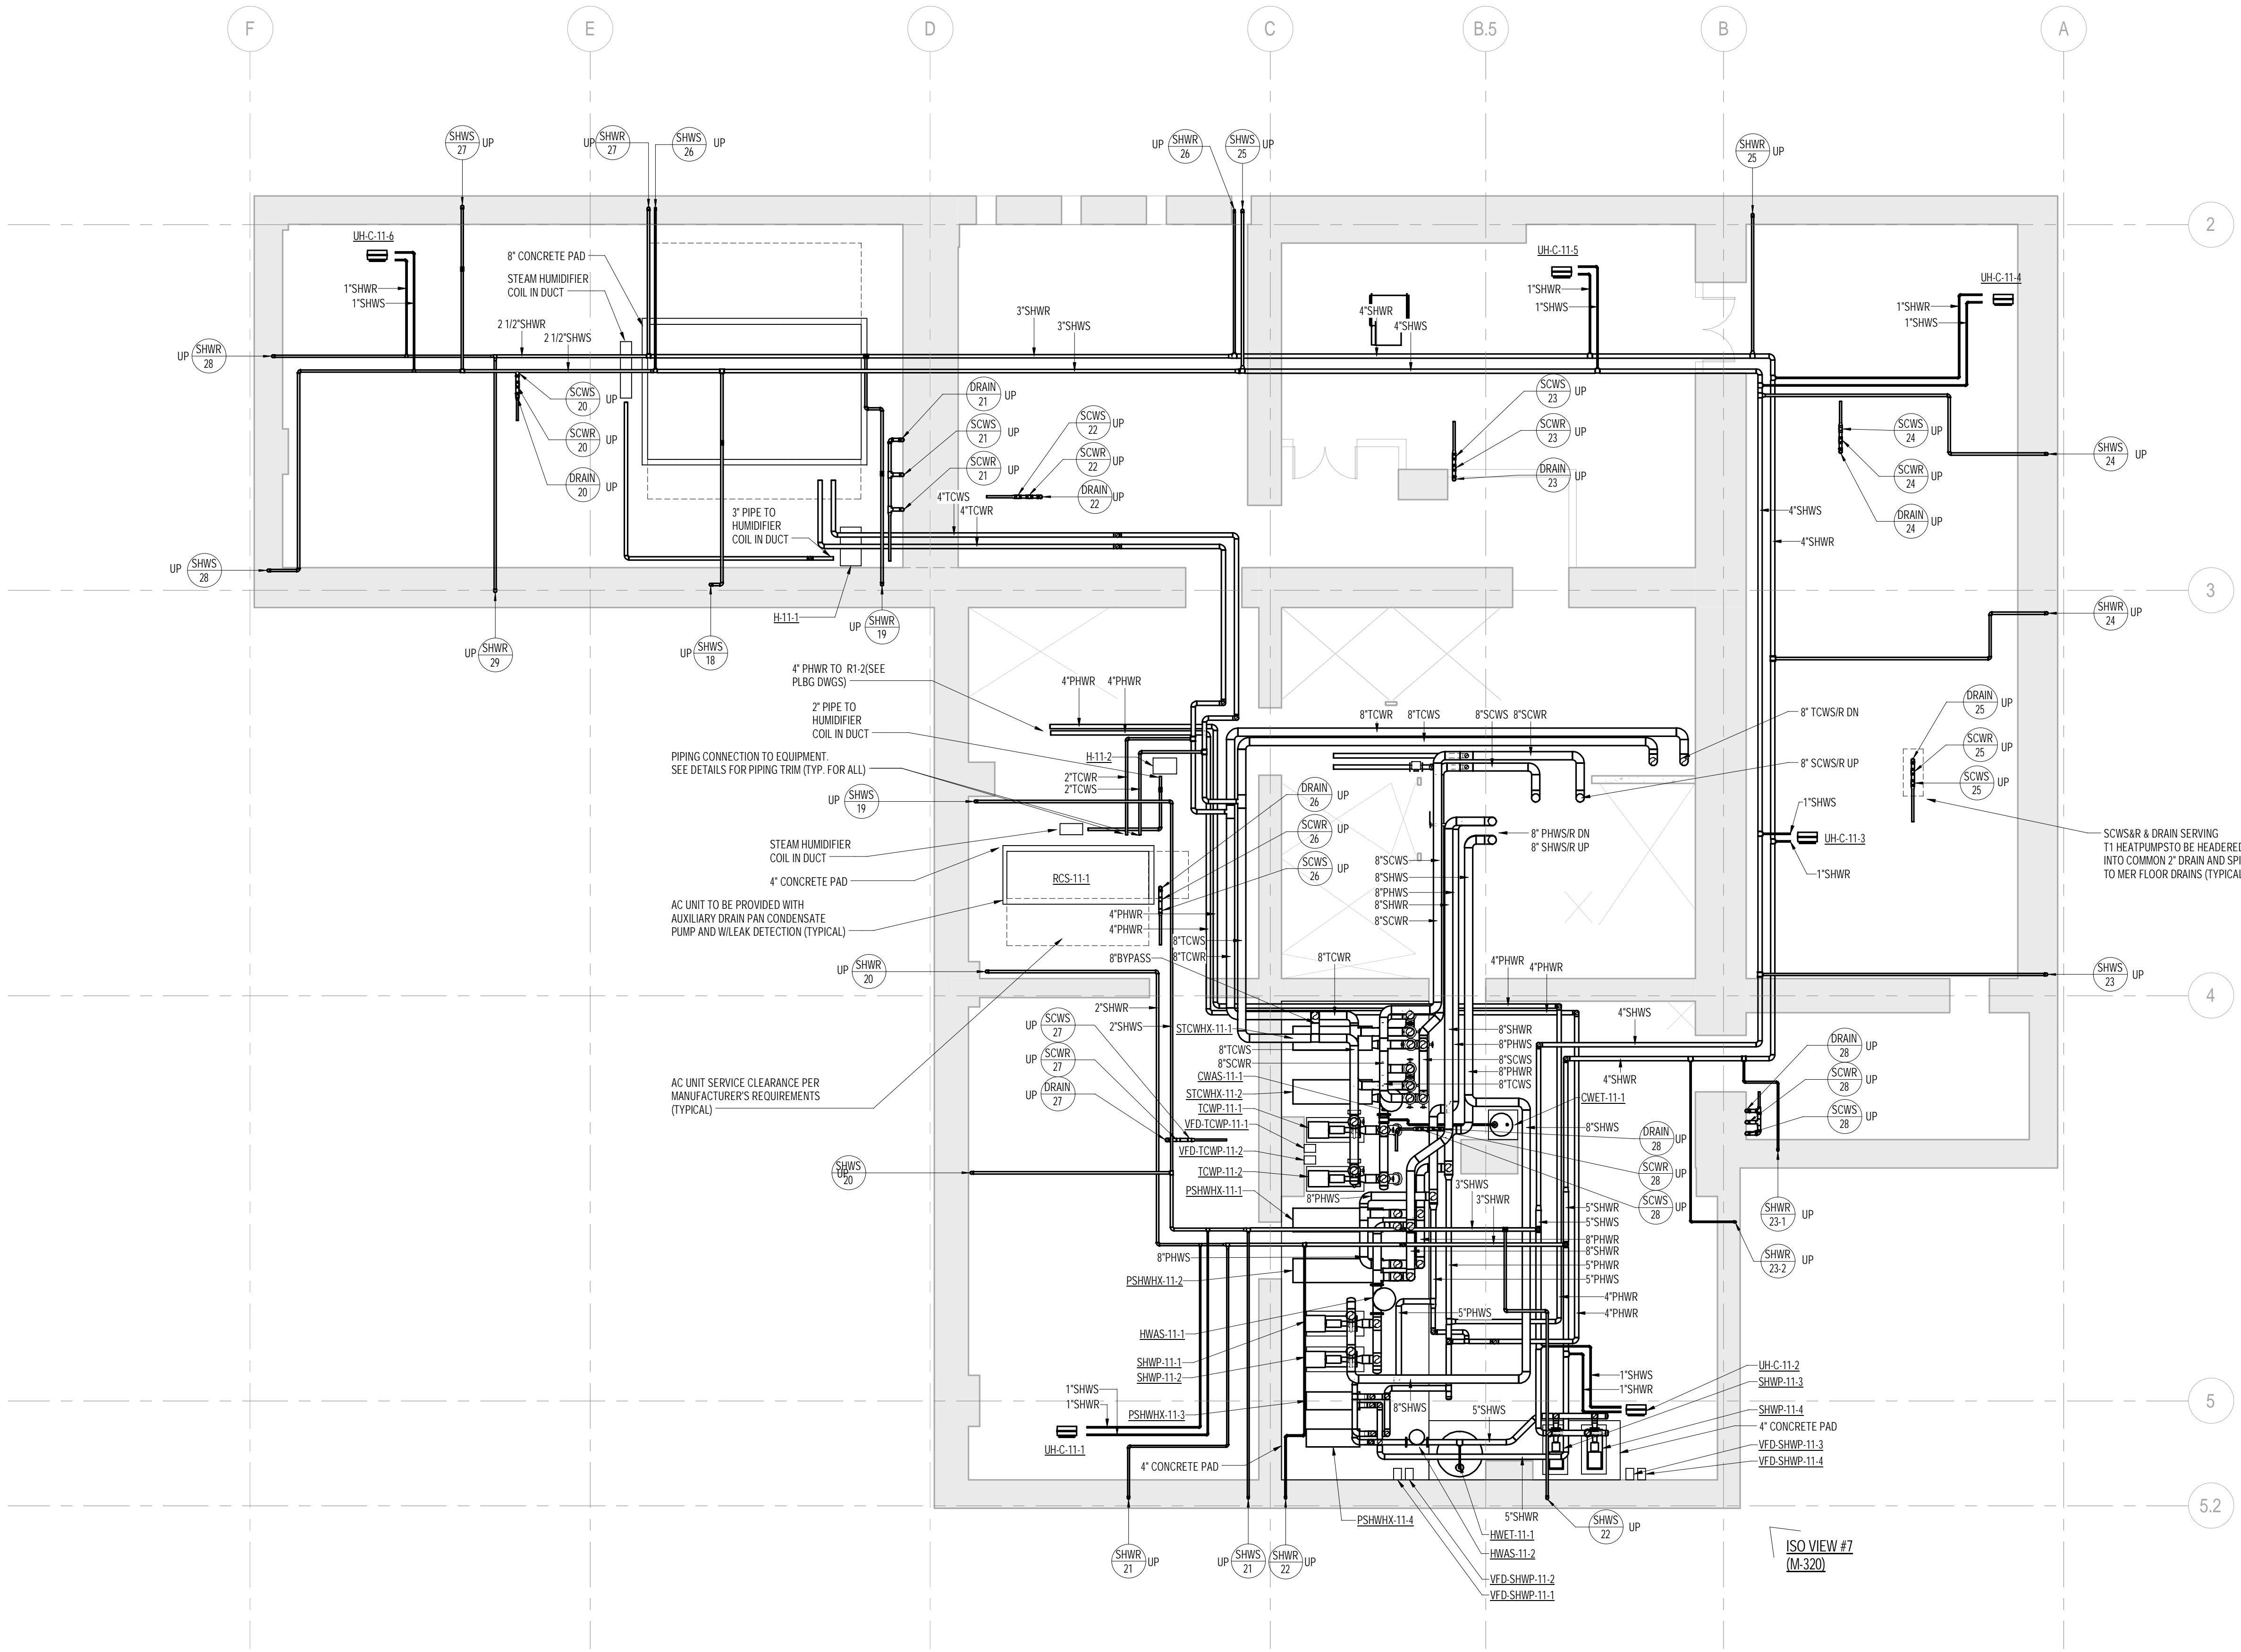 F
E
D
C
B.5
B
A
SHWS
27
UP
UP
SHWR
27
SHWS
26
UP
UP
SHWR
26
SHWS
25
UP
SHWR
25
UP
2
UH-C-11-6
8" CONCRETE PAD
STEAM HUMIDIFIER
COIL IN DUCT
1"SHWR
1"SHWS
2 1/2"SHWR
2 1/2"SHWS
3"SHWR
3"SHWS
4"SHWR
4"SHWS
UH-C-11-5
1"SHWR
1"SHWS
UH-C-11-4
1"SHWR
1"SHWS
UP
SHWR
28
SCWS
20
UP
SCWR
20
UP
DRAIN
20
UP
DRAIN
21
UP
SCWS
21
UP
SCWR
21
UP
SCWS
22
UP
SCWR
22
UP
DRAIN
22
UP
SCWS
23
UP
SCWR
23
UP
DRAIN
23
UP
SCWS
24
UP
SCWR
24
UP
DRAIN
24
UP
SHWS
24
UP
4"TCWS
4"TCWR
3" PIPE TO
HUMIDIFIER
COIL IN DUCT
4"SHWS
4"SHWR
UP
SHWS
28
3
H-11-1
UP
SHWR
29
UP
SHWS
18
UP
SHWR
19
SHWR
24
UP
4" PHWR TO  R1-2(SEE
PLBG DWGS)
4"PHWR
4"PHWR
2" PIPE TO
HUMIDIFIER
COIL IN DUCT
8"TCWR
8"TCWS
8"SCWS
8"SCWR
8" TCWS/R DN
DRAIN
25
UP
SCWR
25
UP
SCWS
25
UP
PIPING CONNECTION TO EQUIPMENT.
SEE DETAILS FOR PIPING TRIM (TYP. FOR ALL)
H-11-2
2"TCWR
2"TCWS
8" SCWS/R UP
UP
SHWS
19
DRAIN
26
UP
SCWR
26
UP
SCWS
26
UP
8" PHWS/R DN
8" SHWS/R UP
1"SHWS
UH-C-11-3
1"SHWR
SCWS&R & DRAIN SERVING
T1 HEATPUMPSTO BE HEADERED
INTO COMMON 2" DRAIN AND
TO MER FLOOR DRAINS
STEAM HUMIDIFIER
COIL IN DUCT
4" CONCRETE PAD
RCS-11-1
AC UNIT TO BE PROVIDED WITH
AUXILIARY DRAIN PAN CONDENSATE
PUMP AND W/LEAK DETECTION (TYPICAL)
8"SCWS
8"SHWS
8"PHWS
8"SHWR
8"SCWR
4"PHWR
4"PHWR
8"TCWS
8"TCWR
8"BYPASS
8"TCWR
4"PHWR
4"PHWR
UP
SHWR
20
SHWS
23
UP
4
2"SHWR
2"SHWS
UP
SCWS
27
UP
SCWR
27
UP
DRAIN
27
STCWHX-11-1
8"TCWS
8"SCWR
CWAS-11-1
STCWHX-11-2
TCWP-11-1
VFD-TCWP-11-1
VFD-TCWP-11-2
TCWP-11-2
PSHWHX-11-1
8"SHWR
8"PHWS
8"SCWS
8"PHWR
8"TCWS
CWET-11-1
8"SHWS
4"SHWS
4"SHWR
DRAIN
28
UP
SCWR
28
UP
SCWS
28
UP
AC UNIT SERVICE CLEARANCE PER
MANUFACTURER'S REQUIREMENTS
(TYPICAL)
DRAIN
28
UP
SCWR
28
UP
SCWS
28
UP
SHWS
UP
20
8"PHWS
3"SHWS
3"SHWR
5"SHWR
5"SHWS
8"PHWR
8"SHWR
5"PHWR
5"PHWS
4"PHWR
4"PHWR
SHWR
23-1
UP
SHWR
23-2
UP
8"PHWS
PSHWHX-11-2
5"PHWS
HWAS-11-1
SHWP-11-1
SHWP-11-2
1"SHWS
1"SHWR
PSHWHX-11-3
UH-C-11-1
8"SHWS
5"SHWS
1"SHWS
1"SHWR
UH-C-11-2
SHWP-11-3
SHWP-11-4
4" CONCRETE PAD
VFD-SHWP-11-3
VFD-SHWP-11-4
5
4" CONCRETE PAD
5.2
PSHWHX-11-4
5"SHWR
HWET-11-1
HWAS-11-2
VFD-SHWP-11-2
VFD-SHWP-11-1
SHWS
22
UP
SHWR
21
UP
UP
SHWS
21
SHWR
22
UP
ISO VIEW #7
(M-320)